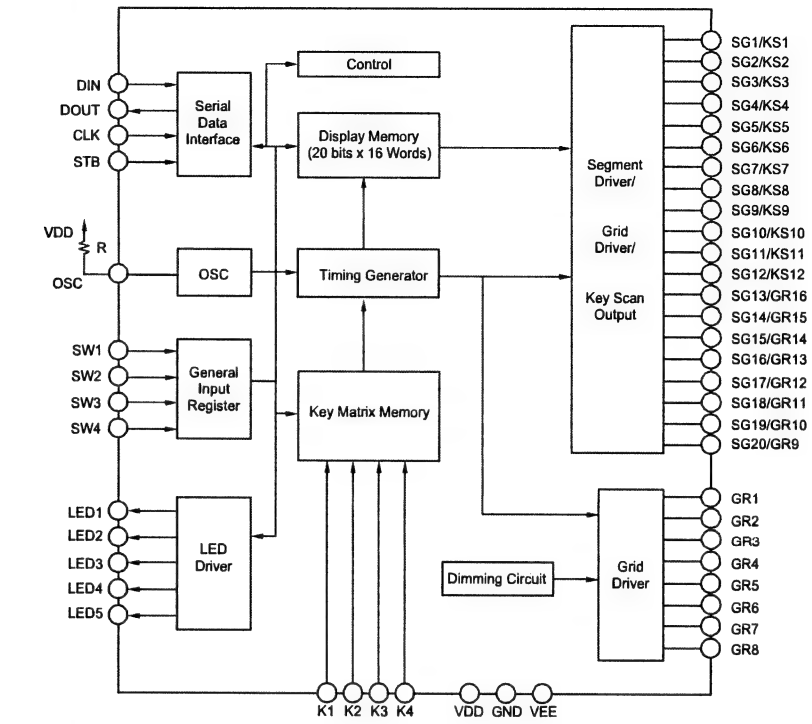 DIN
DOUT
CLK
STB
Serial
Data
Interface
Control
Display Memory
(20 bits x 16 Words)
VDD
R
OSC
OSC
Timing Generator
SW1
SW2
SW3
SW4
General
Input
Register
Key Matrix Memory
LED1
LED2
LED3
LED4
LED5
LED
Driver
Segment
Driver/
Grid
Driver/
Key Scan
Output
SG1/KS1
SG2/KS2
SG3/KS3
SG4/KS4
SG5/KS5
SG6/KS6
SG7/KS7
SG8/KS8
SG9/KS9
SG10/KS10
SG11/KS11
SG12/KS12
SG13/GR16
SG14/GR15
SG15/GR14
SG16/GR13
SG17/GR12
SG18/GR11
SG19/GR10
SG20/GR9
Dimming Circuit
Grid
Driver
GR1
GR2
GR3
GR4
GR5
GR6
GR7
GR8
K1 K2 K3 K4 VDD GND VEE